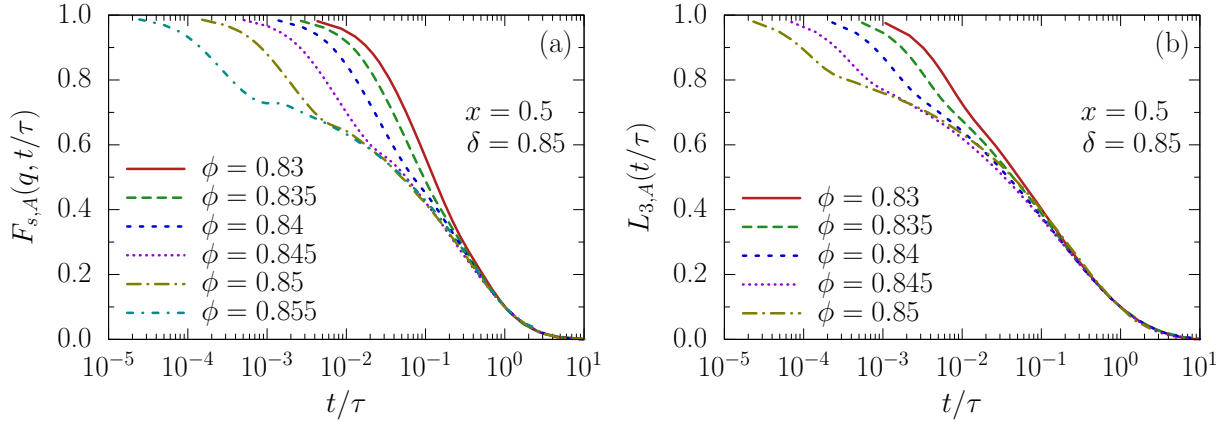 1.0
0.8
0.6
0.4
0.2
0.0
F_{s,A}(q, t/τ)
(a)
x = 0.5
δ = 0.85
ϕ = 0.83
ϕ = 0.835
ϕ = 0.84
ϕ = 0.845
ϕ = 0.85
ϕ = 0.855
10^{−5} 10^{−4} 10^{−3} 10^{−2} 10^{−1} 10^{0} 10^{1}
t/τ
1.0
0.8
0.6
0.4
0.2
0.0
L_{3,A}(t/τ)
(b)
x = 0.5
δ = 0.85
ϕ = 0.83
ϕ = 0.835
ϕ = 0.84
ϕ = 0.845
ϕ = 0.85
10^{−5} 10^{−4} 10^{−3} 10^{−2} 10^{−1} 10^{0} 10^{1}
t/τ